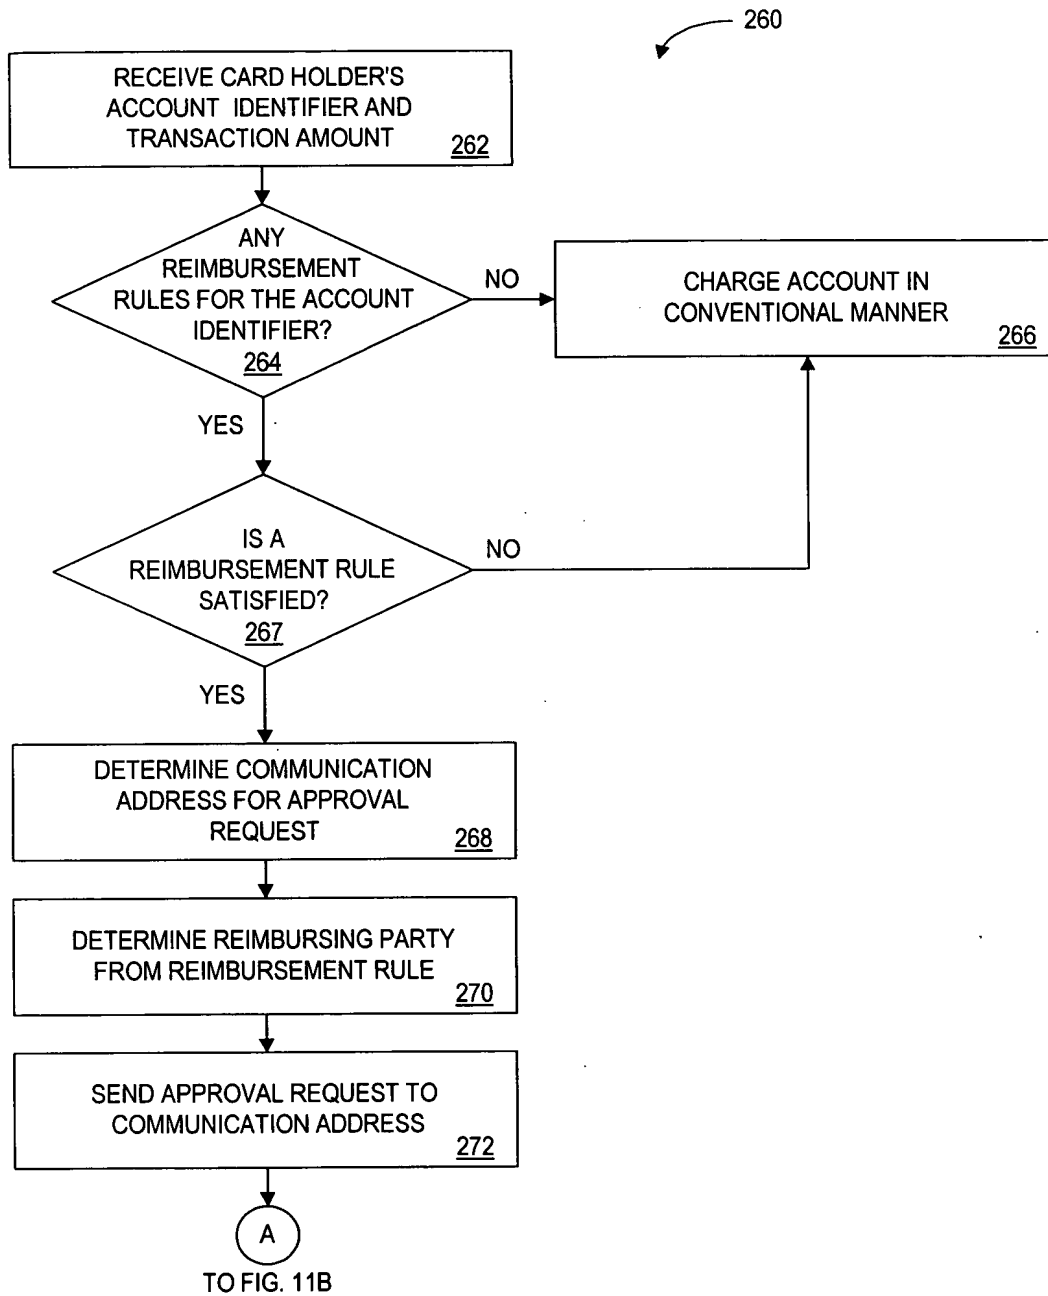 260
RECEIVE CARD HOLDER'S
ACCOUNT IDENTIFIER AND
TRANSACTION AMOUNT
262
ANY
REIMBURSEMENT
RULES FOR THE ACCOUNT
IDENTIFIER?
264
NO
CHARGE ACCOUNT IN
CONVENTIONAL MANNER
266
YES
IS A
REIMBURSEMENT RULE
SATISFIED?
267
NO
YES
DETERMINE COMMUNICATION
ADDRESS FOR APPROVAL
REQUEST
268
DETERMINE REIMBURSING PARTY
FROM REIMBURSEMENT RULE
270
SEND APPROVAL REQUEST TO
COMMUNICATION ADDRESS
272
A
TO FIG. 11B